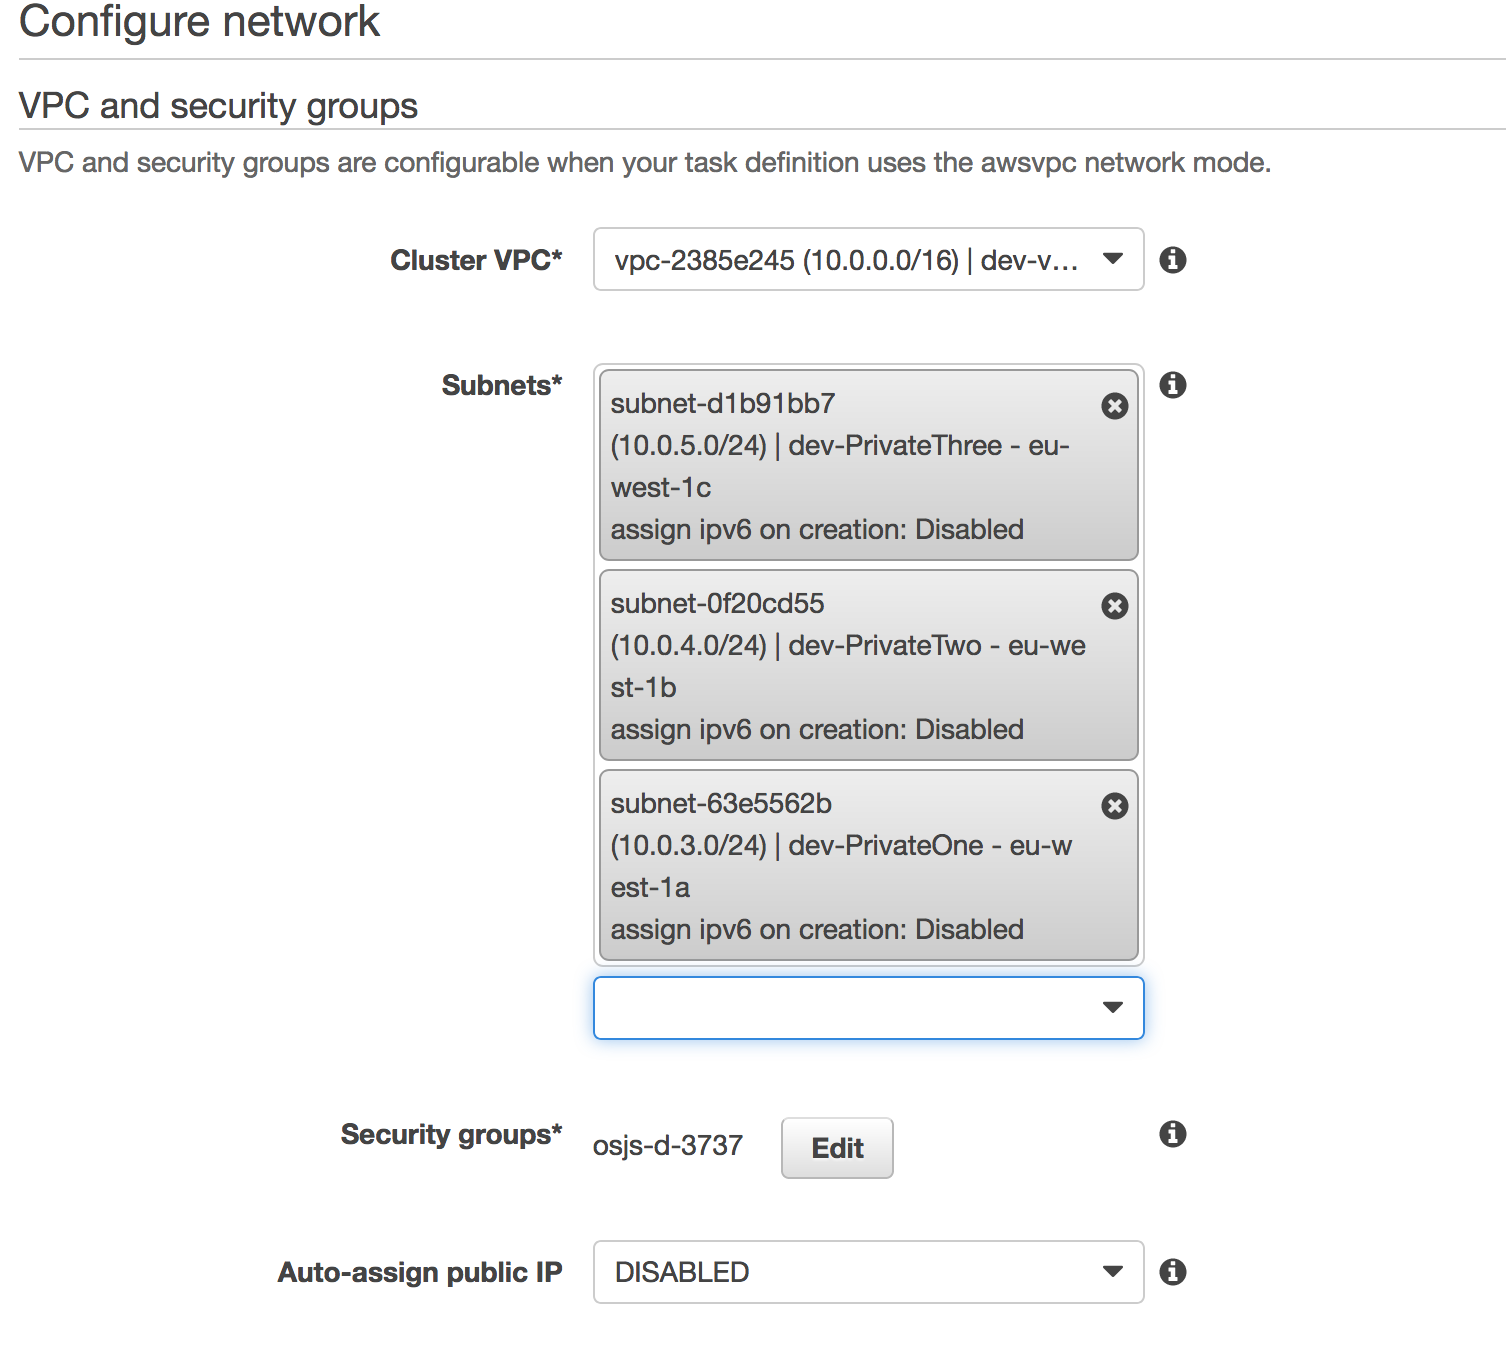 Configure network
VPC and security groups
VPC and security groups are configurable when your task definition uses the awsvpc network mode.
Cluster VPC*
vpc-2385e245 (10.0.0.0/16) | dev-v...
Subnets*
subnet-d1b91bb7
(10.0.5.0/24) | dev-PrivateThree - eu-
west-1c
assign ipv6 on creation: Disabled
subnet-0f20cd55
(10.0.4.0/24) | dev-PrivateTwo - eu-we
st-1b
assign ipv6 on creation: Disabled
subnet-63e5562b
(10.0.3.0/24) | dev-PrivateOne - eu-w
est-1a
assign ipv6 on creation: Disabled
Security groups*
osjs-d-3737
Edit
Auto-assign public IP
DISABLED